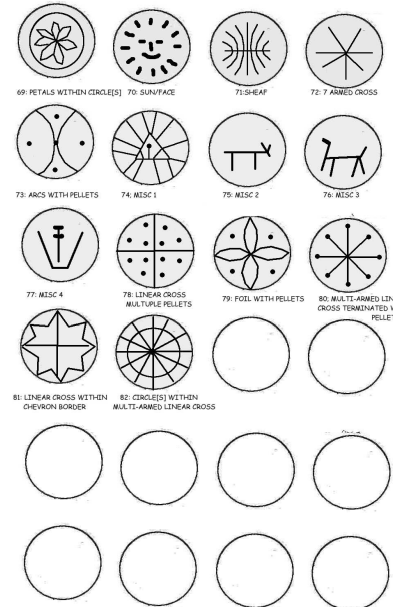 69: PETALS WITHIN CIRCLE[S] 70: SUN/FACE 71:SHEAF 72: 7 ARMED CROSS
73: ARCS WITH PELLETS 74: MISC 1 75: MISC 2 76: MISC 3
77: MISC 4 78: LINEAR CROSS
MULTUPLE PELLETS
79: FOIL WITH PELLETS
80; MULTI-ARMED LIN
CROSS TERMINATED W
PELLET
81: LINEAR CROSS WITHIN
CHEVRON BORDER
82: CIRCLE[S] WITHIN
MULTI-ARMED LINEAR CROSS